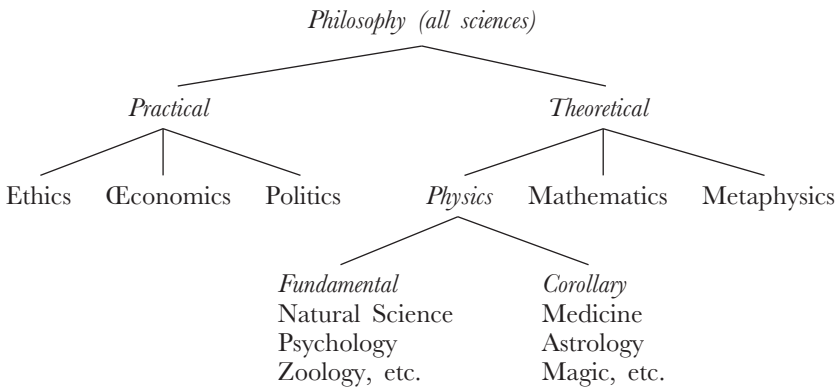 Philosophy (all sciences)
Practical Theoretical
Ethics Œconomics Politics Physics Mathematics Metaphysics
Fundamental Corollary
Natural Science Medicine
Psychology Astrology
Zoology, etc. Magic, etc.